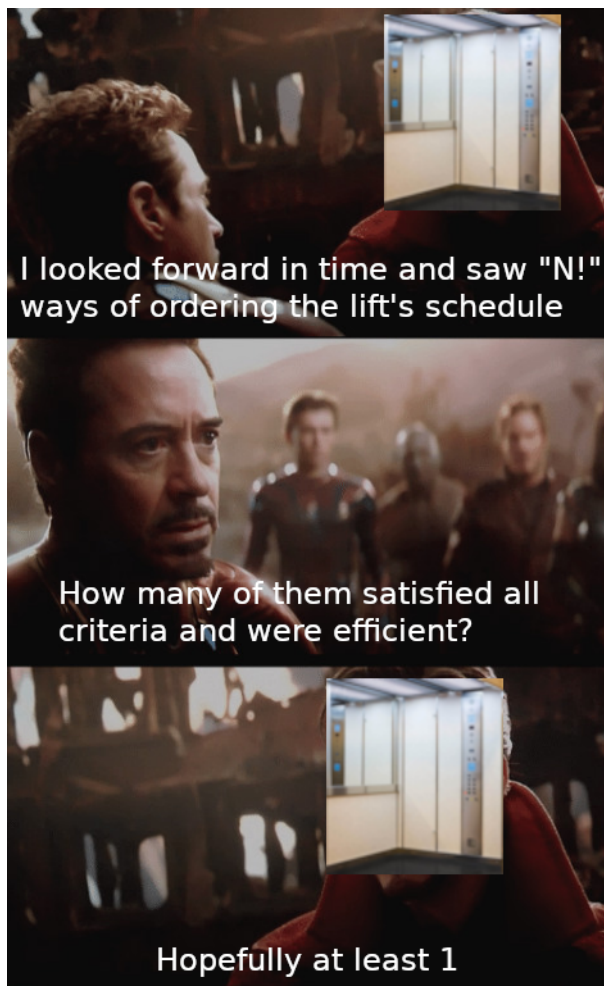 I looked forward in time and saw "N!"
ways of ordering the lift's schedule
How many of them satisfied all
criteria and were efficient?
Hopefully at least 1